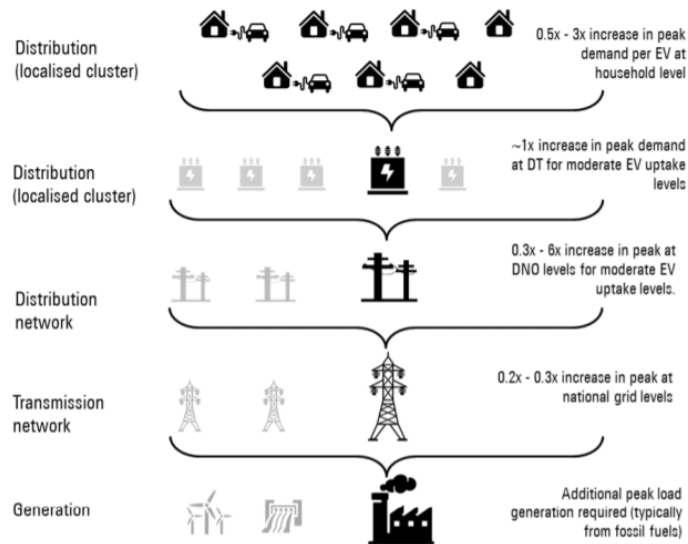 Distribution
(localised cluster)
0.5x - 3x increase in peak
demand per EV at
household level
Distribution
(localised cluster)
~1x increase in peak demand
at DT for moderate EV uptake
levels
Distribution
network
0.3x - 6x increase in peak at
DNO levels for moderate EV
uptake levels.
Transmission
network
0.2x - 0.3x increase in peak at
national grid levels
Generation
Additional peak load
generation required (typically
from fossil fuels)